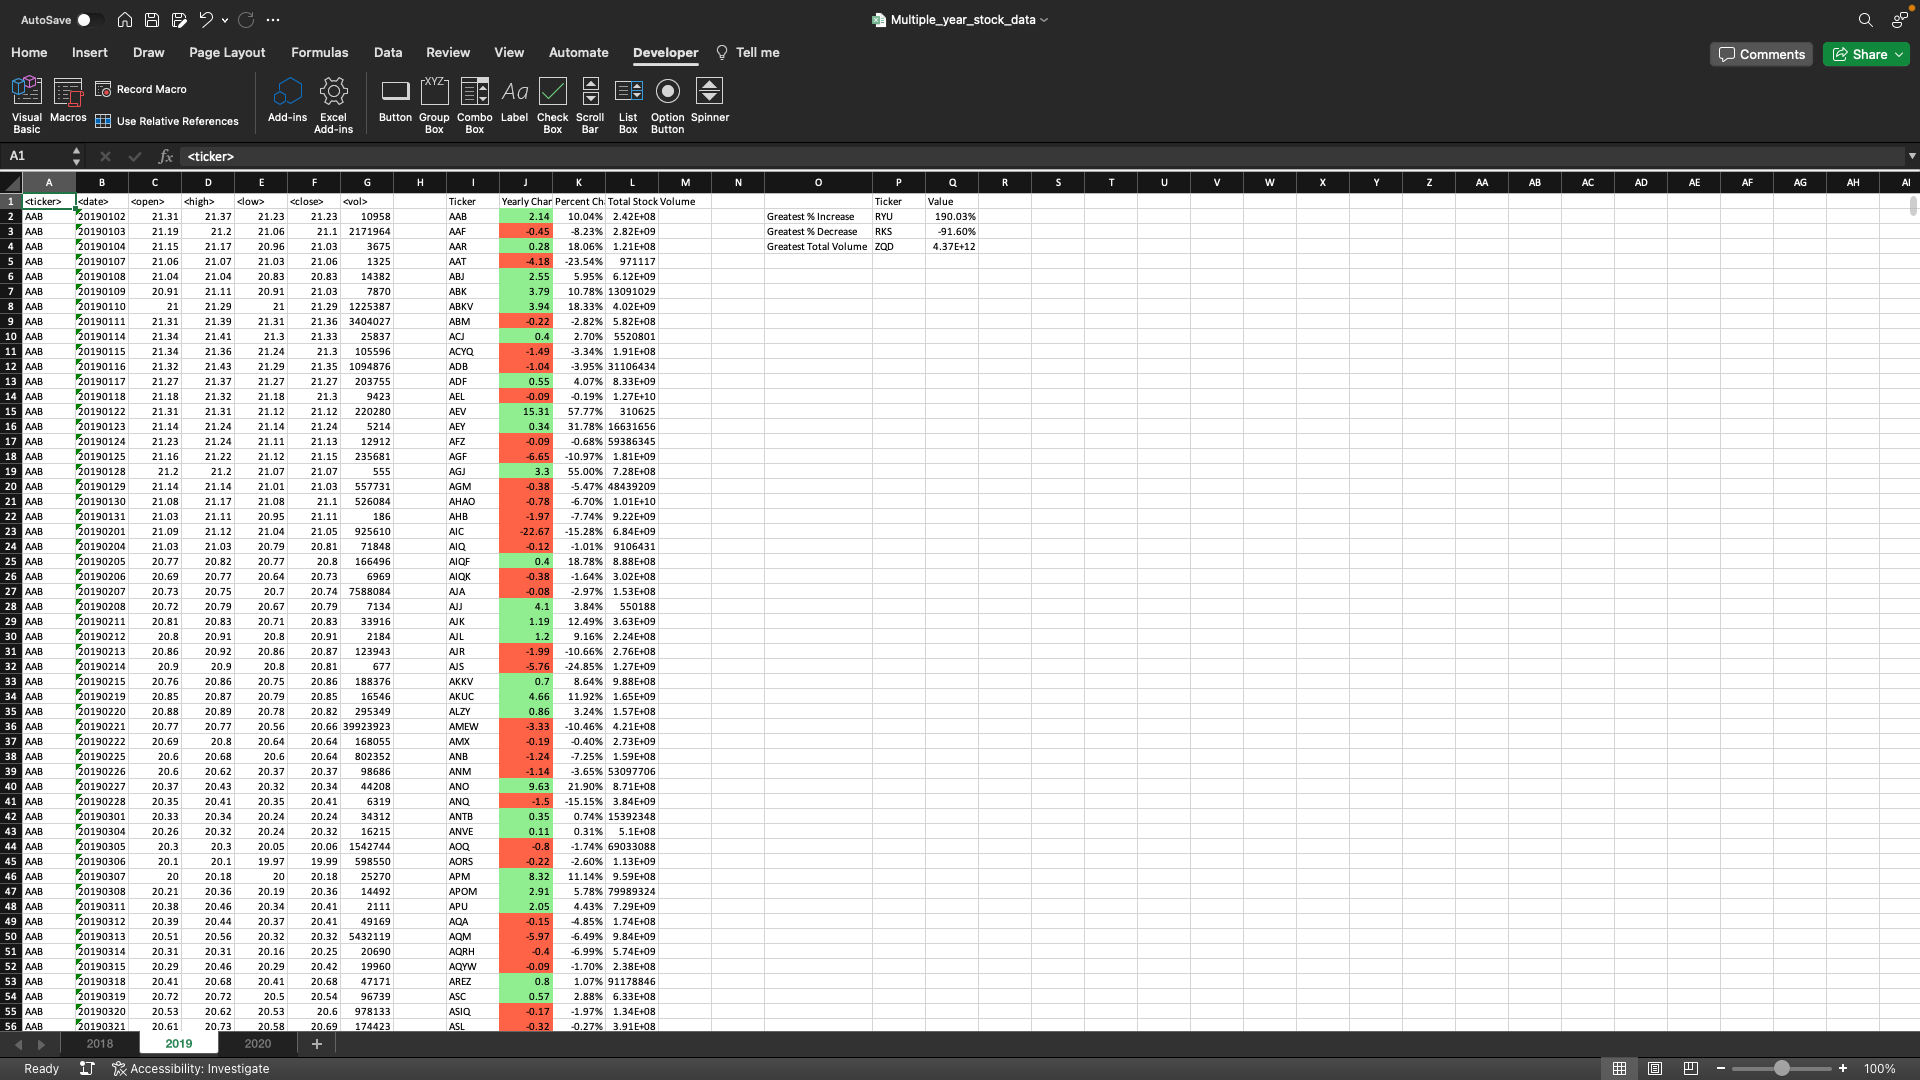 AutoSave
Multiple_year_stock_data
Home Insert Draw Page Layout Formulas Data Review View Automate Developer Tell me
Comments Share
Visual Basic Macros Record Macro Use Relative References Add-ins Excel Add-ins Button Group Box Combo Box Label Check Box Scroll Bar List Box Option Button Spinner
A1 fx <ticker>
A B C D E F G H I J K L M N O P Q R S T U V W X Y Z AA AB AC AD AE AF AG AH AI
1 <ticker> <date> <open> <high> <low> <close> <vol> Ticker Yearly Char Percent Ch Total Stock Volume Ticker Value
2 AAB 20190102 21.31 21.37 21.23 21.23 10958 AAB 2.14 10.04% 2.42E+08 Greatest % Increase RYU 190.03%
3 AAB 20190103 21.19 21.2 21.06 21.1 2171964 AAF -0.45 -8.23% 2.82E+09 Greatest % Decrease RKS -91.60%
4 AAB 20190104 21.15 21.17 20.96 21.03 3675 AAR 0.28 18.06% 1.21E+08 Greatest Total Volume ZQD 4.37E+12
5 AAB 20190107 21.06 21.07 21.03 21.06 1325 AAT -4.18 -23.54% 971117
6 AAB 20190108 21.04 21.04 20.83 20.83 14382 ABJ 2.55 5.95% 6.12E+09
7 AAB 20190109 20.91 21.11 20.91 21.03 7870 ABK 3.79 10.78% 13091029
8 AAB 20190110 21 21.29 21 21.29 1225387 ABKV 3.94 18.33% 4.02E+09
9 AAB 20190111 21.31 21.39 21.31 21.36 3404027 ABM -0.22 -2.82% 5.82E+08
10 AAB 20190114 21.34 21.41 21.3 21.33 25837 ACJ 0.4 2.70% 5520801
11 AAB 20190115 21.34 21.36 21.24 21.3 105596 ACYQ -1.49 -3.34% 1.91E+08
12 AAB 20190116 21.32 21.43 21.29 21.35 1094876 ADB -1.04 -3.95% 31106434
13 AAB 20190117 21.27 21.37 21.27 21.27 203755 ADF 0.55 4.07% 8.33E+09
14 AAB 20190118 21.18 21.32 21.18 21.3 9423 AEL -0.09 -0.19% 1.27E+10
15 AAB 20190122 21.31 21.31 21.12 21.12 220280 AEV 15.31 57.77% 310625
16 AAB 20190123 21.14 21.24 21.14 21.24 5214 AEY 0.34 31.78% 16631656
17 AAB 20190124 21.23 21.24 21.11 21.13 12912 AFZ -0.09 -0.68% 59386345
18 AAB 20190125 21.16 21.22 21.12 21.15 235681 AGF -6.65 -10.97% 1.81E+09
19 AAB 20190128 21.2 21.2 21.07 21.07 555 AGJ 3.3 55.00% 7.28E+08
20 AAB 20190129 21.14 21.14 21.01 21.03 557731 AGM -0.38 -5.47% 48439209
21 AAB 20190130 21.08 21.17 21.08 21.1 526084 AHAO -0.78 -6.70% 1.01E+10
22 AAB 20190131 21.03 21.11 20.95 21.11 186 AHB -1.97 -7.74% 9.22E+09
23 AAB 20190201 21.09 21.12 21.04 21.05 925610 AIC -22.67 -15.28% 6.84E+09
24 AAB 20190204 21.03 21.03 20.79 20.81 71848 AIQ -0.12 -1.01% 9106431
25 AAB 20190205 20.77 20.82 20.77 20.8 166496 AIQF 0.4 18.78% 8.88E+08
26 AAB 20190206 20.69 20.77 20.64 20.73 6969 AIQK -0.38 -1.64% 3.02E+08
27 AAB 20190207 20.73 20.75 20.7 20.74 7588084 AJA -0.08 -2.97% 1.53E+08
28 AAB 20190208 20.72 20.79 20.67 20.79 7134 AJJ 4.1 3.84% 550188
29 AAB 20190211 20.81 20.83 20.71 20.83 33916 AJK 1.19 12.49% 3.63E+09
30 AAB 20190212 20.8 20.91 20.8 20.91 2184 AJL 1.2 9.16% 2.24E+08
31 AAB 20190213 20.86 20.92 20.86 20.87 123943 AJR -1.99 -10.66% 2.76E+08
32 AAB 20190214 20.9 20.9 20.8 20.81 677 AJS -5.76 -24.85% 1.27E+09
33 AAB 20190215 20.76 20.86 20.75 20.86 188376 AKKV 0.7 8.64% 9.88E+08
34 AAB 20190219 20.85 20.87 20.79 20.85 16546 AKUC 4.66 11.92% 1.65E+09
35 AAB 20190220 20.88 20.89 20.78 20.82 295349 ALZY 0.86 3.24% 1.57E+08
36 AAB 20190221 20.77 20.77 20.56 20.66 39923923 AMEW -3.33 -10.46% 4.21E+08
37 AAB 20190222 20.69 20.8 20.64 20.64 168055 AMX -0.19 -0.40% 2.73E+09
38 AAB 20190225 20.6 20.68 20.6 20.64 802352 ANB -1.24 -7.25% 1.59E+08
39 AAB 20190226 20.6 20.62 20.37 20.37 98686 ANM -1.14 -3.65% 53097706
40 AAB 20190227 20.37 20.43 20.32 20.34 44208 ANO 9.63 21.90% 8.71E+08
41 AAB 20190228 20.35 20.41 20.35 20.41 6319 ANQ -1.5 -15.15% 3.84E+09
42 AAB 20190301 20.33 20.34 20.24 20.24 34312 ANTB 0.35 0.74% 15392348
43 AAB 20190304 20.26 20.32 20.24 20.32 16215 ANVE 0.11 0.31% 5.1E+08
44 AAB 20190305 20.3 20.3 20.05 20.06 1542744 AOQ -0.8 -1.74% 69033088
45 AAB 20190306 20.1 20.1 19.97 19.99 598550 AORS -0.22 -2.60% 1.13E+09
46 AAB 20190307 20 20.18 20 20.18 25270 APM 8.32 11.14% 9.59E+08
47 AAB 20190308 20.21 20.36 20.19 20.36 14492 APOM 2.91 5.78% 79989324
48 AAB 20190311 20.38 20.46 20.34 20.41 2111 APU 2.05 4.43% 7.29E+09
49 AAB 20190312 20.39 20.44 20.37 20.41 49169 AQA -0.15 -4.85% 1.74E+08
50 AAB 20190313 20.51 20.56 20.32 20.32 5432119 AQM -5.97 -6.49% 9.84E+09
51 AAB 20190314 20.31 20.31 20.16 20.25 20690 AQRH -0.4 -6.99% 5.74E+09
52 AAB 20190315 20.29 20.46 20.29 20.42 19960 AQYW -0.09 -1.70% 2.38E+08
53 AAB 20190318 20.41 20.68 20.41 20.68 47171 AREZ 0.8 1.07% 91178846
54 AAB 20190319 20.72 20.72 20.5 20.54 96739 ASC 0.57 2.88% 6.33E+08
55 AAB 20190320 20.53 20.62 20.53 20.6 978133 ASIQ -0.17 -1.97% 1.34E+08
56 AAB 20190321 20.61 20.73 20.58 20.69 174423 ASL -0.32 -0.27% 3.91E+08
2018 2019 2020 +
Ready Accessibility: Investigate 100%